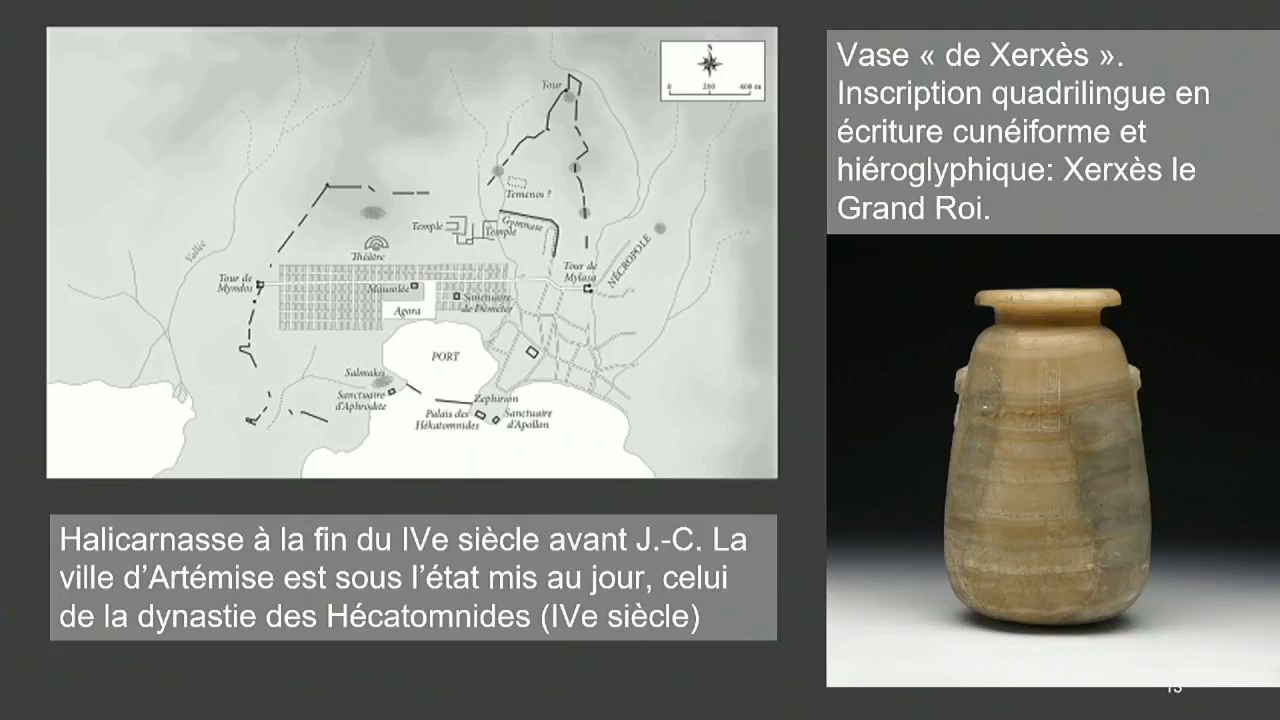 Vase « de Xerxès ».
Inscription quadrilingue en
écriture cunéiforme et
hiéroglyphique: Xerxès le
Grand Roi.
N
0 200 400 m
Tour
Temenos ?
Temple
Temple
Gymnase
Vallée
Théâtre
NÉCROPOLE
Tour de
Myndos
Tour de
Mylasa
Mausolée
Sanctuaire
de Démeter
Agora
PORT
Salmakis
Sanctuaire
d'Aphrodite
Zephirion
Palais des
Hékatomnides
Sanctuaire
d'Apollon
Halicarnasse à la fin du IVe siècle avant J.-C. La
ville d’Artémise est sous l’état mis au jour, celui
de la dynastie des Hécatomnides (IVe siècle)